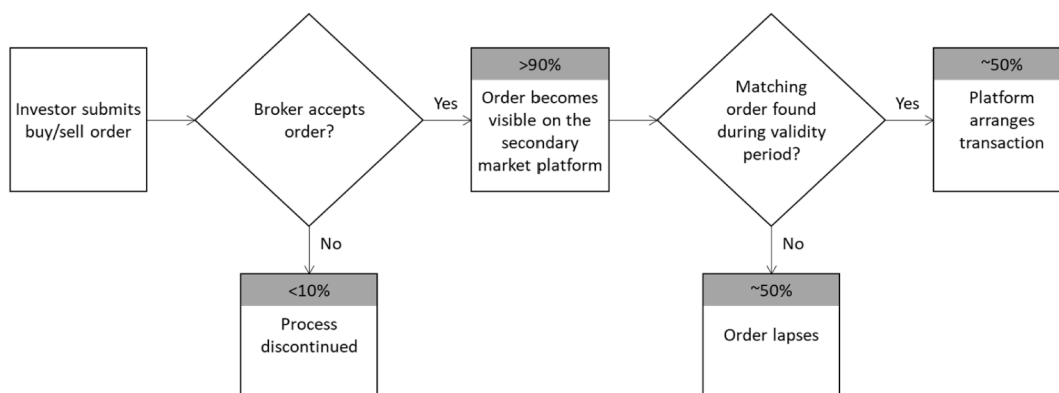 Investor submits
buy/sell order
Broker accepts
order?
Yes
>90%
Order becomes
visible on the
secondary
market platform
Matching
order found
during validity
period?
Yes
~50%
Platform
arranges
transaction
No
<10%
Process
discontinued
No
~50%
Order lapses